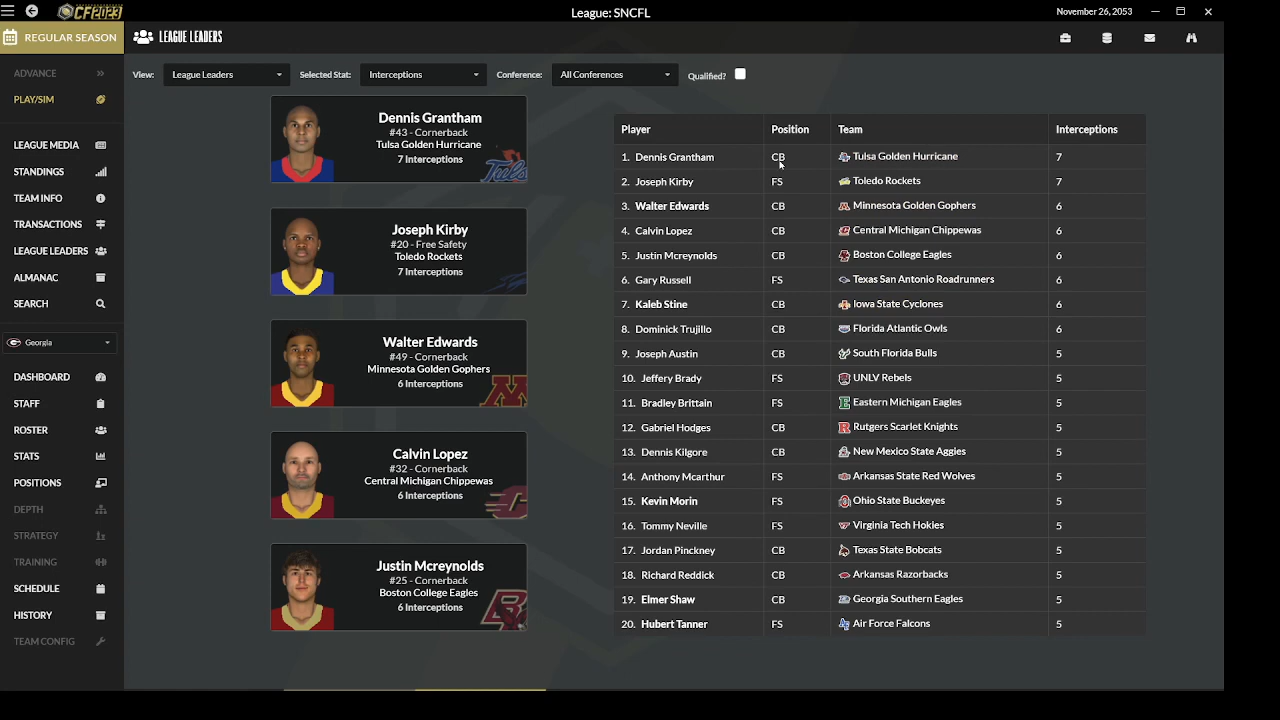 CF2023
League: SNCFL
November 26, 2053
REGULAR SEASON
LEAGUE LEADERS
ADVANCE
PLAY/SIM
LEAGUE MEDIA
STANDINGS
TEAM INFO
TRANSACTIONS
LEAGUE LEADERS
ALMANAC
SEARCH
Georgia
DASHBOARD
STAFF
ROSTER
STATS
POSITIONS
DEPTH
STRATEGY
TRAINING
SCHEDULE
HISTORY
TEAM CONFIG
View: League Leaders Selected Stat: Interceptions Conference: All Conferences Qualified?
Dennis Grantham
#43 - Cornerback
Tulsa Golden Hurricane
7 Interceptions
Joseph Kirby
#20 - Free Safety
Toledo Rockets
7 Interceptions
Walter Edwards
#49 - Cornerback
Minnesota Golden Gophers
6 Interceptions
Calvin Lopez
#32 - Cornerback
Central Michigan Chippewas
6 Interceptions
Justin Mcreynolds
#25 - Cornerback
Boston College Eagles
6 Interceptions
Player Position Team Interceptions
1. Dennis Grantham CB Tulsa Golden Hurricane 7
2. Joseph Kirby FS Toledo Rockets 7
3. Walter Edwards CB Minnesota Golden Gophers 6
4. Calvin Lopez CB Central Michigan Chippewas 6
5. Justin Mcreynolds CB Boston College Eagles 6
6. Gary Russell FS Texas San Antonio Roadrunners 6
7. Kaleb Stine CB Iowa State Cyclones 6
8. Dominick Trujillo CB Florida Atlantic Owls 6
9. Joseph Austin CB South Florida Bulls 5
10. Jeffery Brady FS UNLV Rebels 5
11. Bradley Brittain FS Eastern Michigan Eagles 5
12. Gabriel Hodges CB Rutgers Scarlet Knights 5
13. Dennis Kilgore CB New Mexico State Aggies 5
14. Anthony Mcarthur FS Arkansas State Red Wolves 5
15. Kevin Morin FS Ohio State Buckeyes 5
16. Tommy Neville FS Virginia Tech Hokies 5
17. Jordan Pinckney CB Texas State Bobcats 5
18. Richard Reddick CB Arkansas Razorbacks 5
19. Elmer Shaw CB Georgia Southern Eagles 5
20. Hubert Tanner FS Air Force Falcons 5